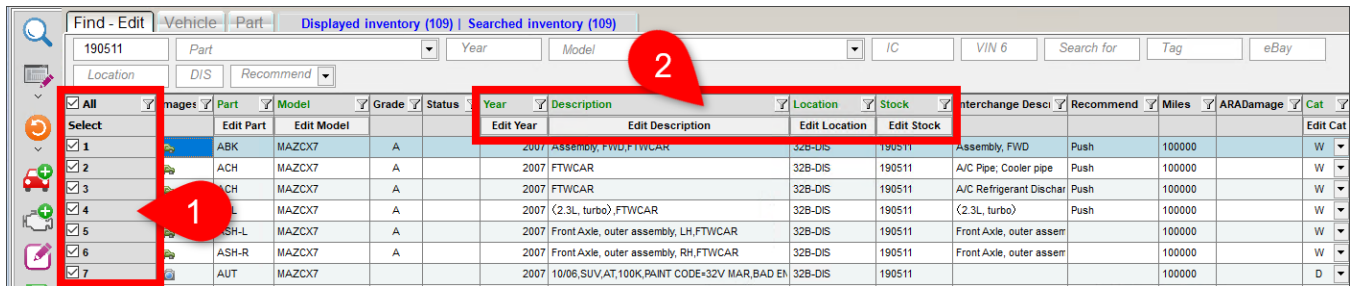 Find - Edit Vehicle Part Displayed inventory (109) | Searched inventory (109)
190511 Part Year Model IC VIN 6 Search for Tag eBay
Location DIS Recommend
2
All mages Part Model Grade Status Year Description Location Stock nterchange Descr Recommend Miles ARADamage Cat
Select Edit Part Edit Model Edit Year Edit Description Edit Location Edit Stock Edit Cat
1 ABK MAZCX7 A 2007 Assembly, FWD,FTWCAR 32B-DIS 190511 Assembly, FWD Push 100000 W
2 ACH MAZCX7 A 2007 FTWCAR 32B-DIS 190511 A/C Pipe; Cooler pipe Push 100000 W
3 ACH MAZCX7 A 2007 FTWCAR 32B-DIS 190511 A/C Refrigerant Dischar Push 100000 W
4 MAZCX7 A 2007 (2.3L, turbo),FTWCAR 32B-DIS 190511 (2.3L, turbo) Push 100000 W
1
5 ASH-L MAZCX7 A 2007 Front Axle, outer assembly, LH,FTWCAR 32B-DIS 190511 Front Axle, outer assem 100000 W
6 ASH-R MAZCX7 A 2007 Front Axle, outer assembly, RH,FTWCAR 32B-DIS 190511 Front Axle, outer assem 100000 W
7 AUT MAZCX7 2007 10/06,SUV,AT,100K,PAINT CODE=32V MAR,BAD EN 32B-DIS 190511 100000 D